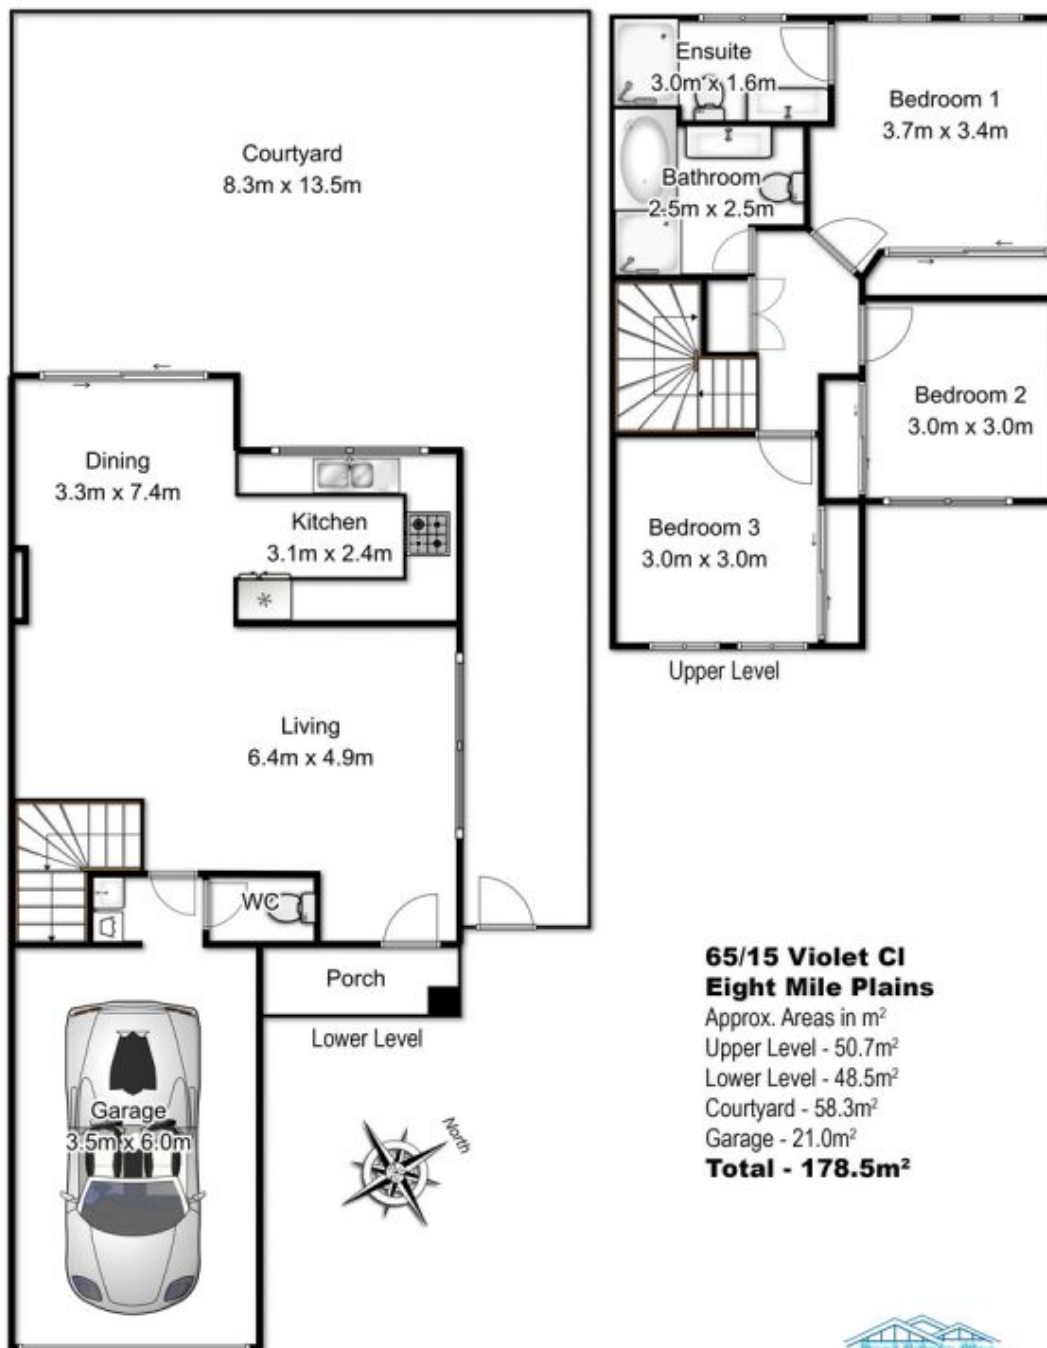 Courtyard
8.3m x 13.5m
Dining
3.3m x 7.4m
Kitchen
3.1m x 2.4m
Living
6.4m x 4.9m
WC
Porch
Lower Level
Garage
3.5m x 6.0m
North
Ensuite
3.0m x 1.6m
Bedroom 1
3.7m x 3.4m
Bathroom
2.5m x 2.5m
Bedroom 2
3.0m x 3.0m
Bedroom 3
3.0m x 3.0m
Upper Level
65/15 Violet Cl
Eight Mile Plains
Approx. Areas in m²
Upper Level - 50.7m²
Lower Level - 48.5m²
Courtyard - 58.3m²
Garage - 21.0m²
Total - 178.5m²